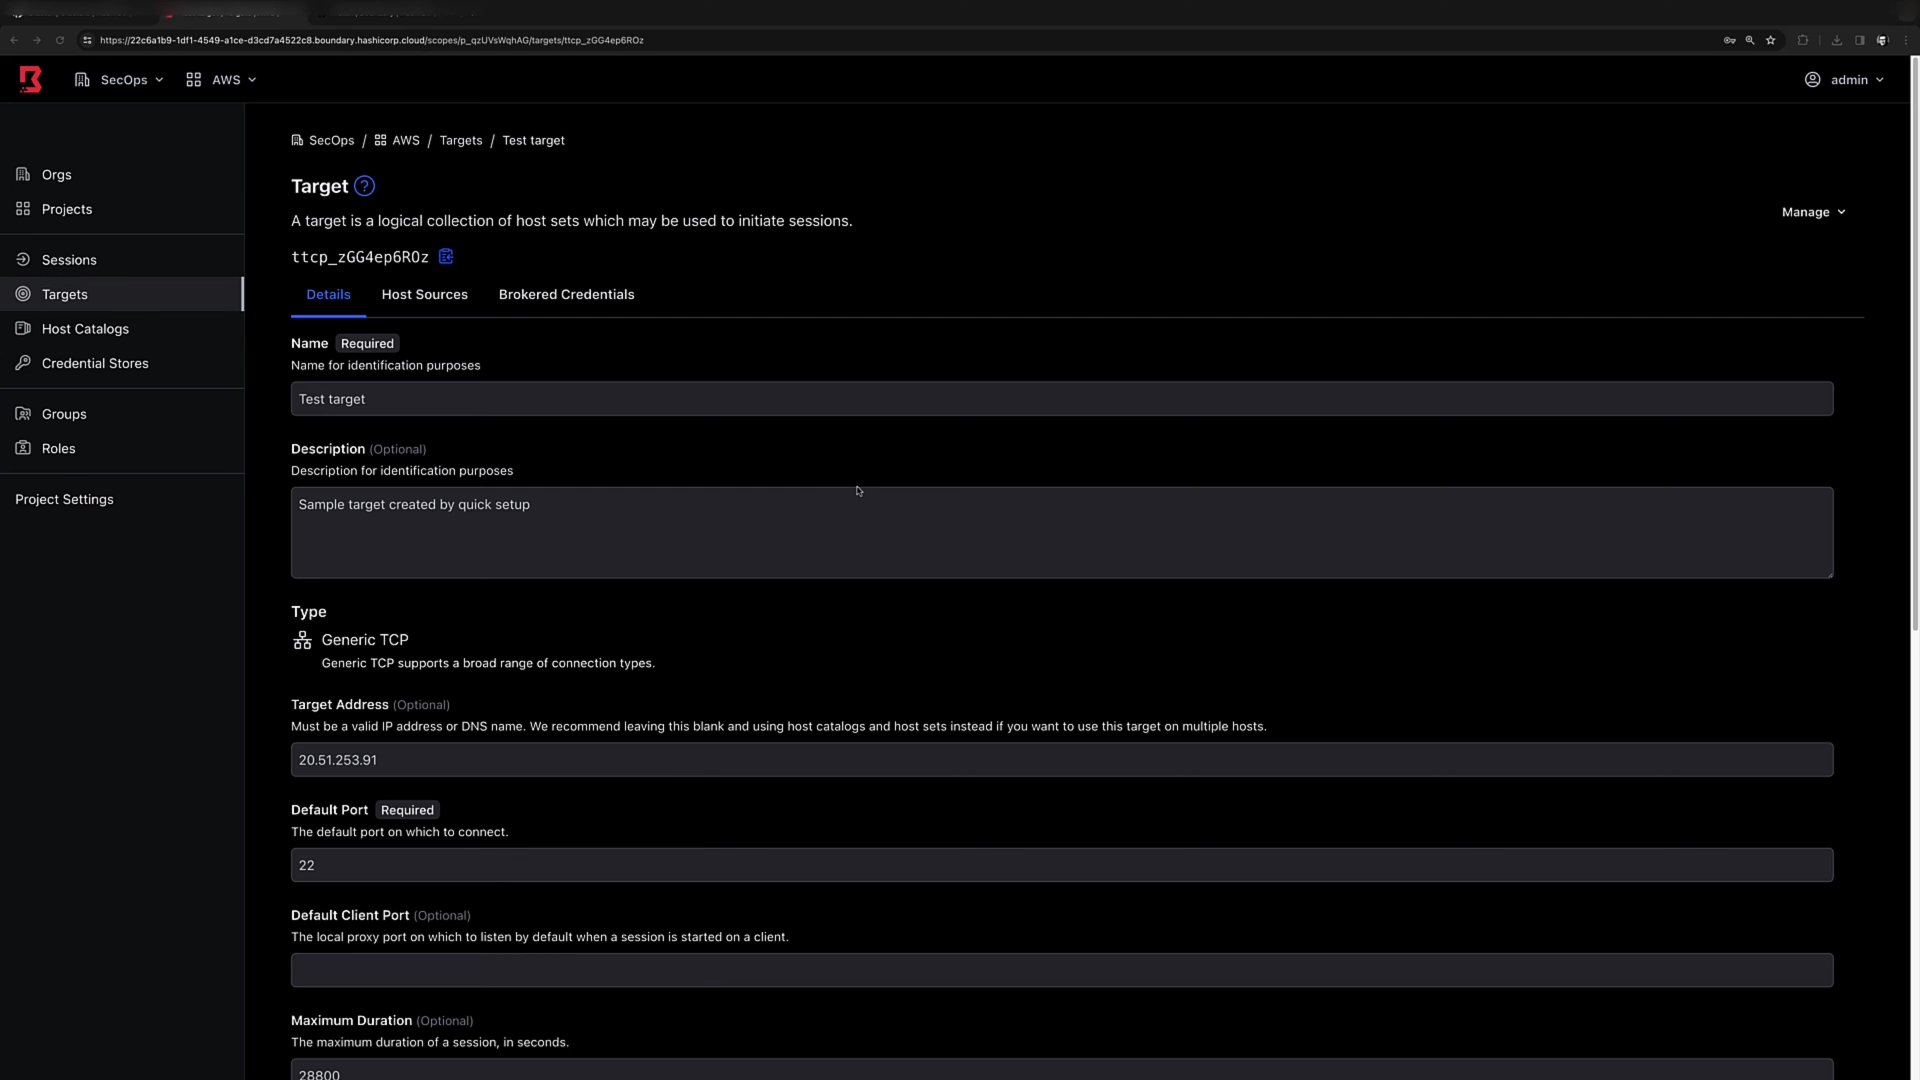 https://22c6a1b9-1df1-4549-a1ce-d3cd7a4522c8.boundary.hashicorp.cloud/scopes/p_qzUVsWqhAG/targets/ttcp_zGG4ep6ROz
SecOps
AWS
admin
SecOps / AWS / Targets / Test target
Orgs
Projects
Sessions
Targets
Host Catalogs
Credential Stores
Groups
Roles
Project Settings
Target
A target is a logical collection of host sets which may be used to initiate sessions.
Manage
ttcp_zGG4ep6ROz
Details Host Sources Brokered Credentials
Name Required
Name for identification purposes
Test target
Description (Optional)
Description for identification purposes
Sample target created by quick setup
Type
Generic TCP
Generic TCP supports a broad range of connection types.
Target Address (Optional)
Must be a valid IP address or DNS name. We recommend leaving this blank and using host catalogs and host sets instead if you want to use this target on multiple hosts.
20.51.253.91
Default Port Required
The default port on which to connect.
22
Default Client Port (Optional)
The local proxy port on which to listen by default when a session is started on a client.
Maximum Duration (Optional)
The maximum duration of a session, in seconds.
28800